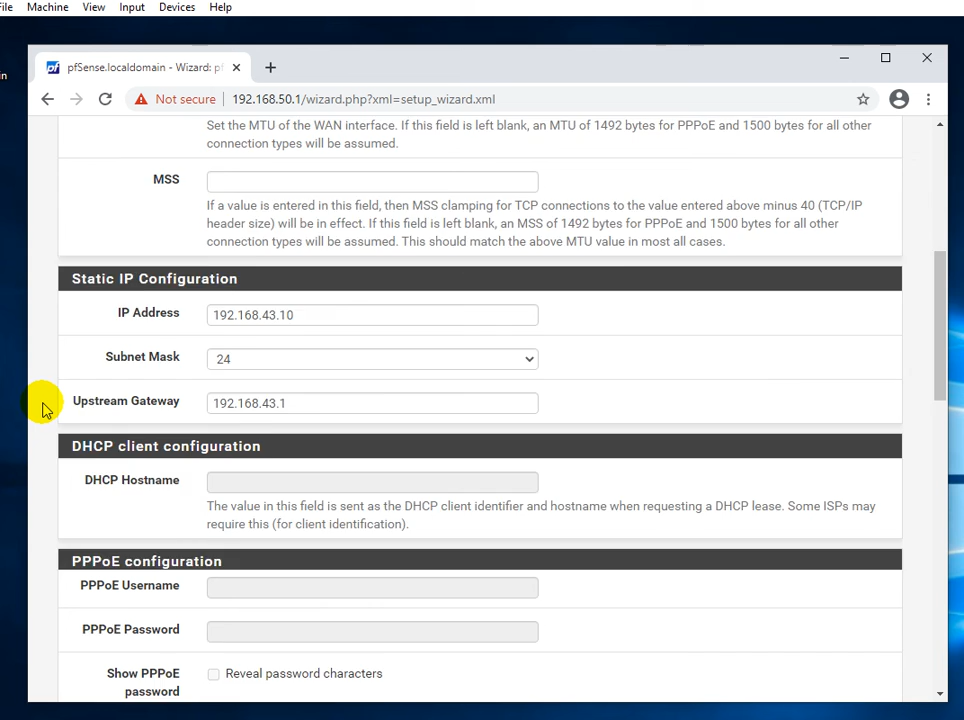 File Machine View Input Devices Help
pfSense.localdomain - Wizard: pf
Not secure 192.168.50.1/wizard.php?xml=setup_wizard.xml
in
Set the MTU of the WAN interface. If this field is left blank, an MTU of 1492 bytes for PPPoE and 1500 bytes for all other
connection types will be assumed.
MSS
If a value is entered in this field, then MSS clamping for TCP connections to the value entered above minus 40 (TCP/IP
header size) will be in effect. If this field is left blank, an MSS of 1492 bytes for PPPoE and 1500 bytes for all other
connection types will be assumed. This should match the above MTU value in most all cases.
Static IP Configuration
IP Address 192.168.43.10
Subnet Mask 24
Upstream Gateway 192.168.43.1
DHCP client configuration
DHCP Hostname
The value in this field is sent as the DHCP client identifier and hostname when requesting a DHCP lease. Some ISPs may
require this (for client identification).
PPPoE configuration
PPPoE Username
PPPoE Password
Show PPPoE Reveal password characters
password